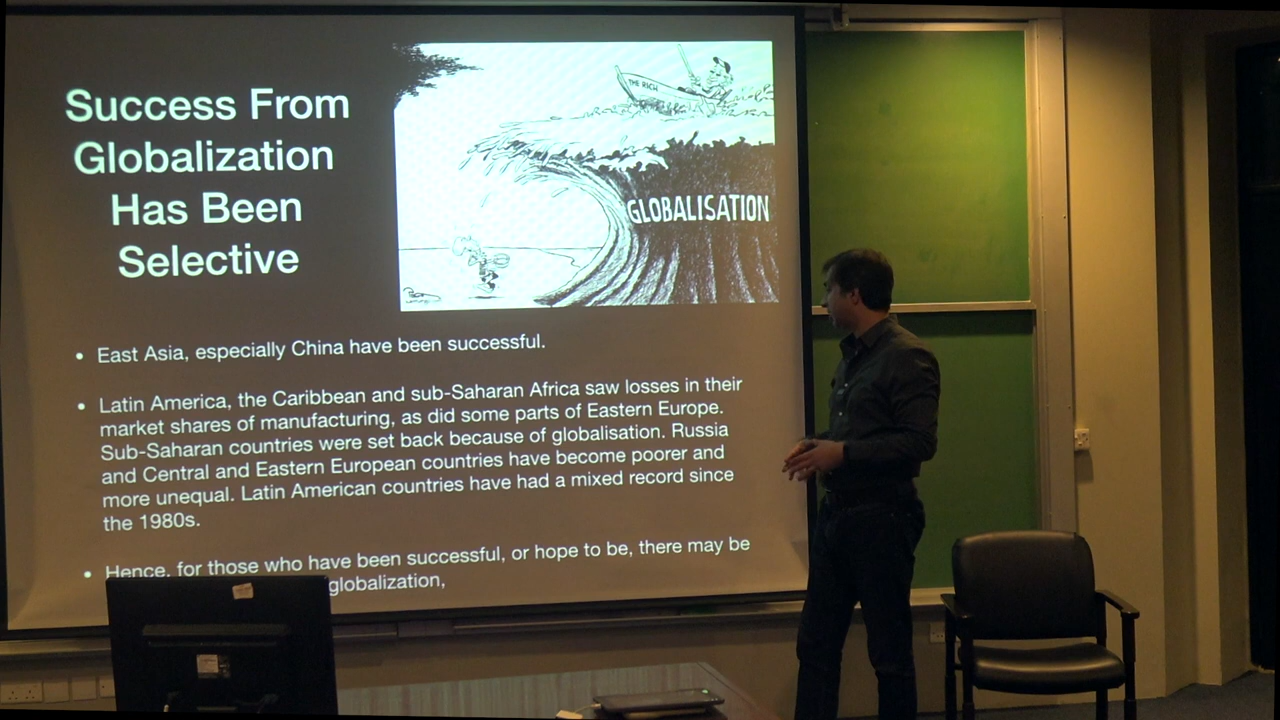 Success From
Globalization
Has Been
Selective
THE RICH
GLOBALISATION
• East Asia, especially China have been successful.
• Latin America, the Caribbean and sub-Saharan Africa saw losses in their
market shares of manufacturing, as did some parts of Eastern Europe.
Sub-Saharan countries were set back because of globalisation. Russia
and Central and Eastern European countries have become poorer and
more unequal. Latin American countries have had a mixed record since
the 1980s.
• Hence, for those who have been successful, or hope to be, there may be
globalization,